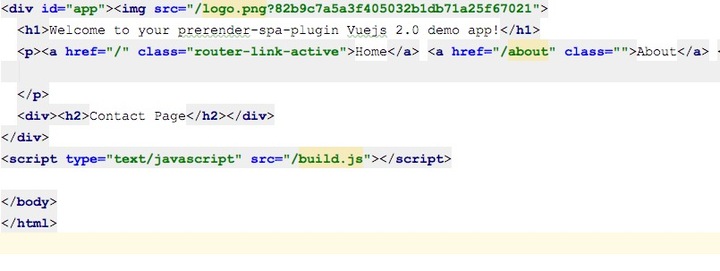 <div id="app"><img src="/logo.png?82b9c7a5a3f405032b1db71a25f67021">
<h1>Welcome to your prerender-spa-plugin Vuejs 2.0 demo app!</h1>
<p><a href="/" class="router-link-active">Home</a> <a href="/about" class="">About</a> <
</p>
<div><h2>Contact Page</h2></div>
</div>
<script type="text/javascript" src="/build.js"></script>
</body>
</html>